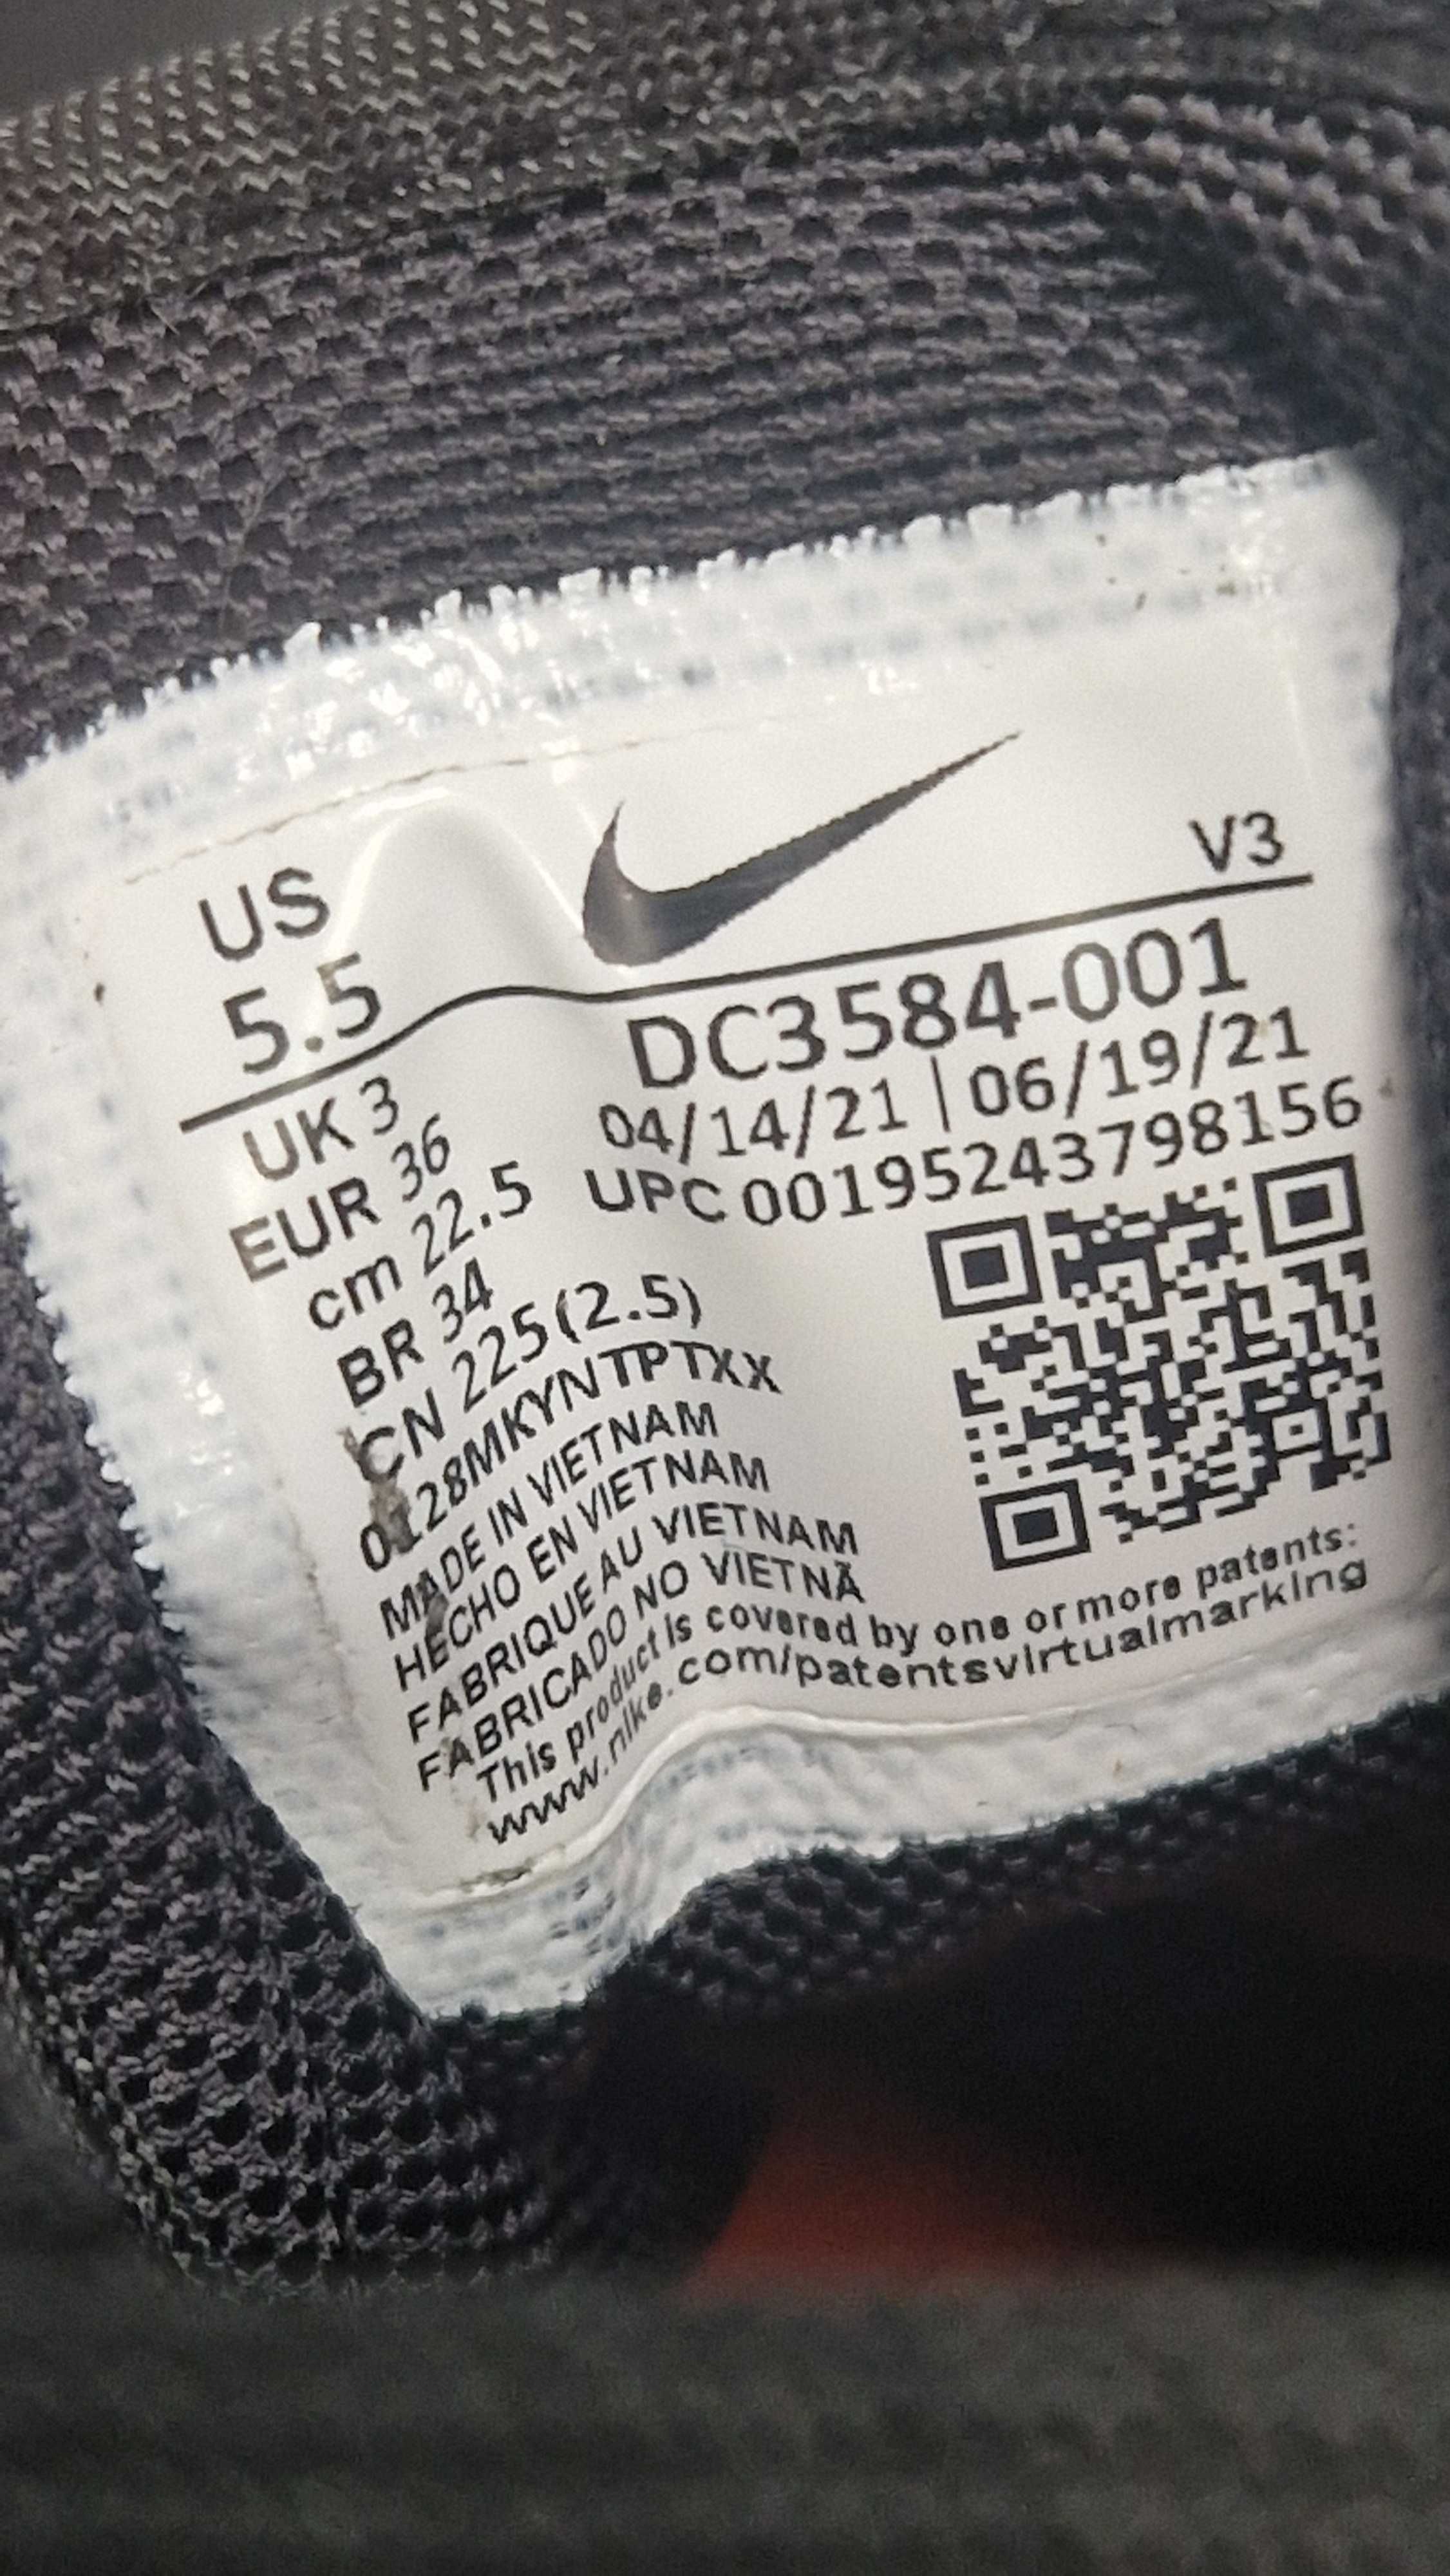 US
5.5
V3
UK 3
EUR 36
cm 22.5
BR 34
CN 225(2.5)
DC3584-001
04/14/21 | 06/19/21
UPC 00195243798156
0128MKYNTPTXX
MADE IN VIETNAM
HECHO EN VIETNAM
FABRIQUE AU VIETNAM
FABRICADO NO VIETNÃ
This product is covered by one or more patents:
www.nike.com/patentsvirtualmarking